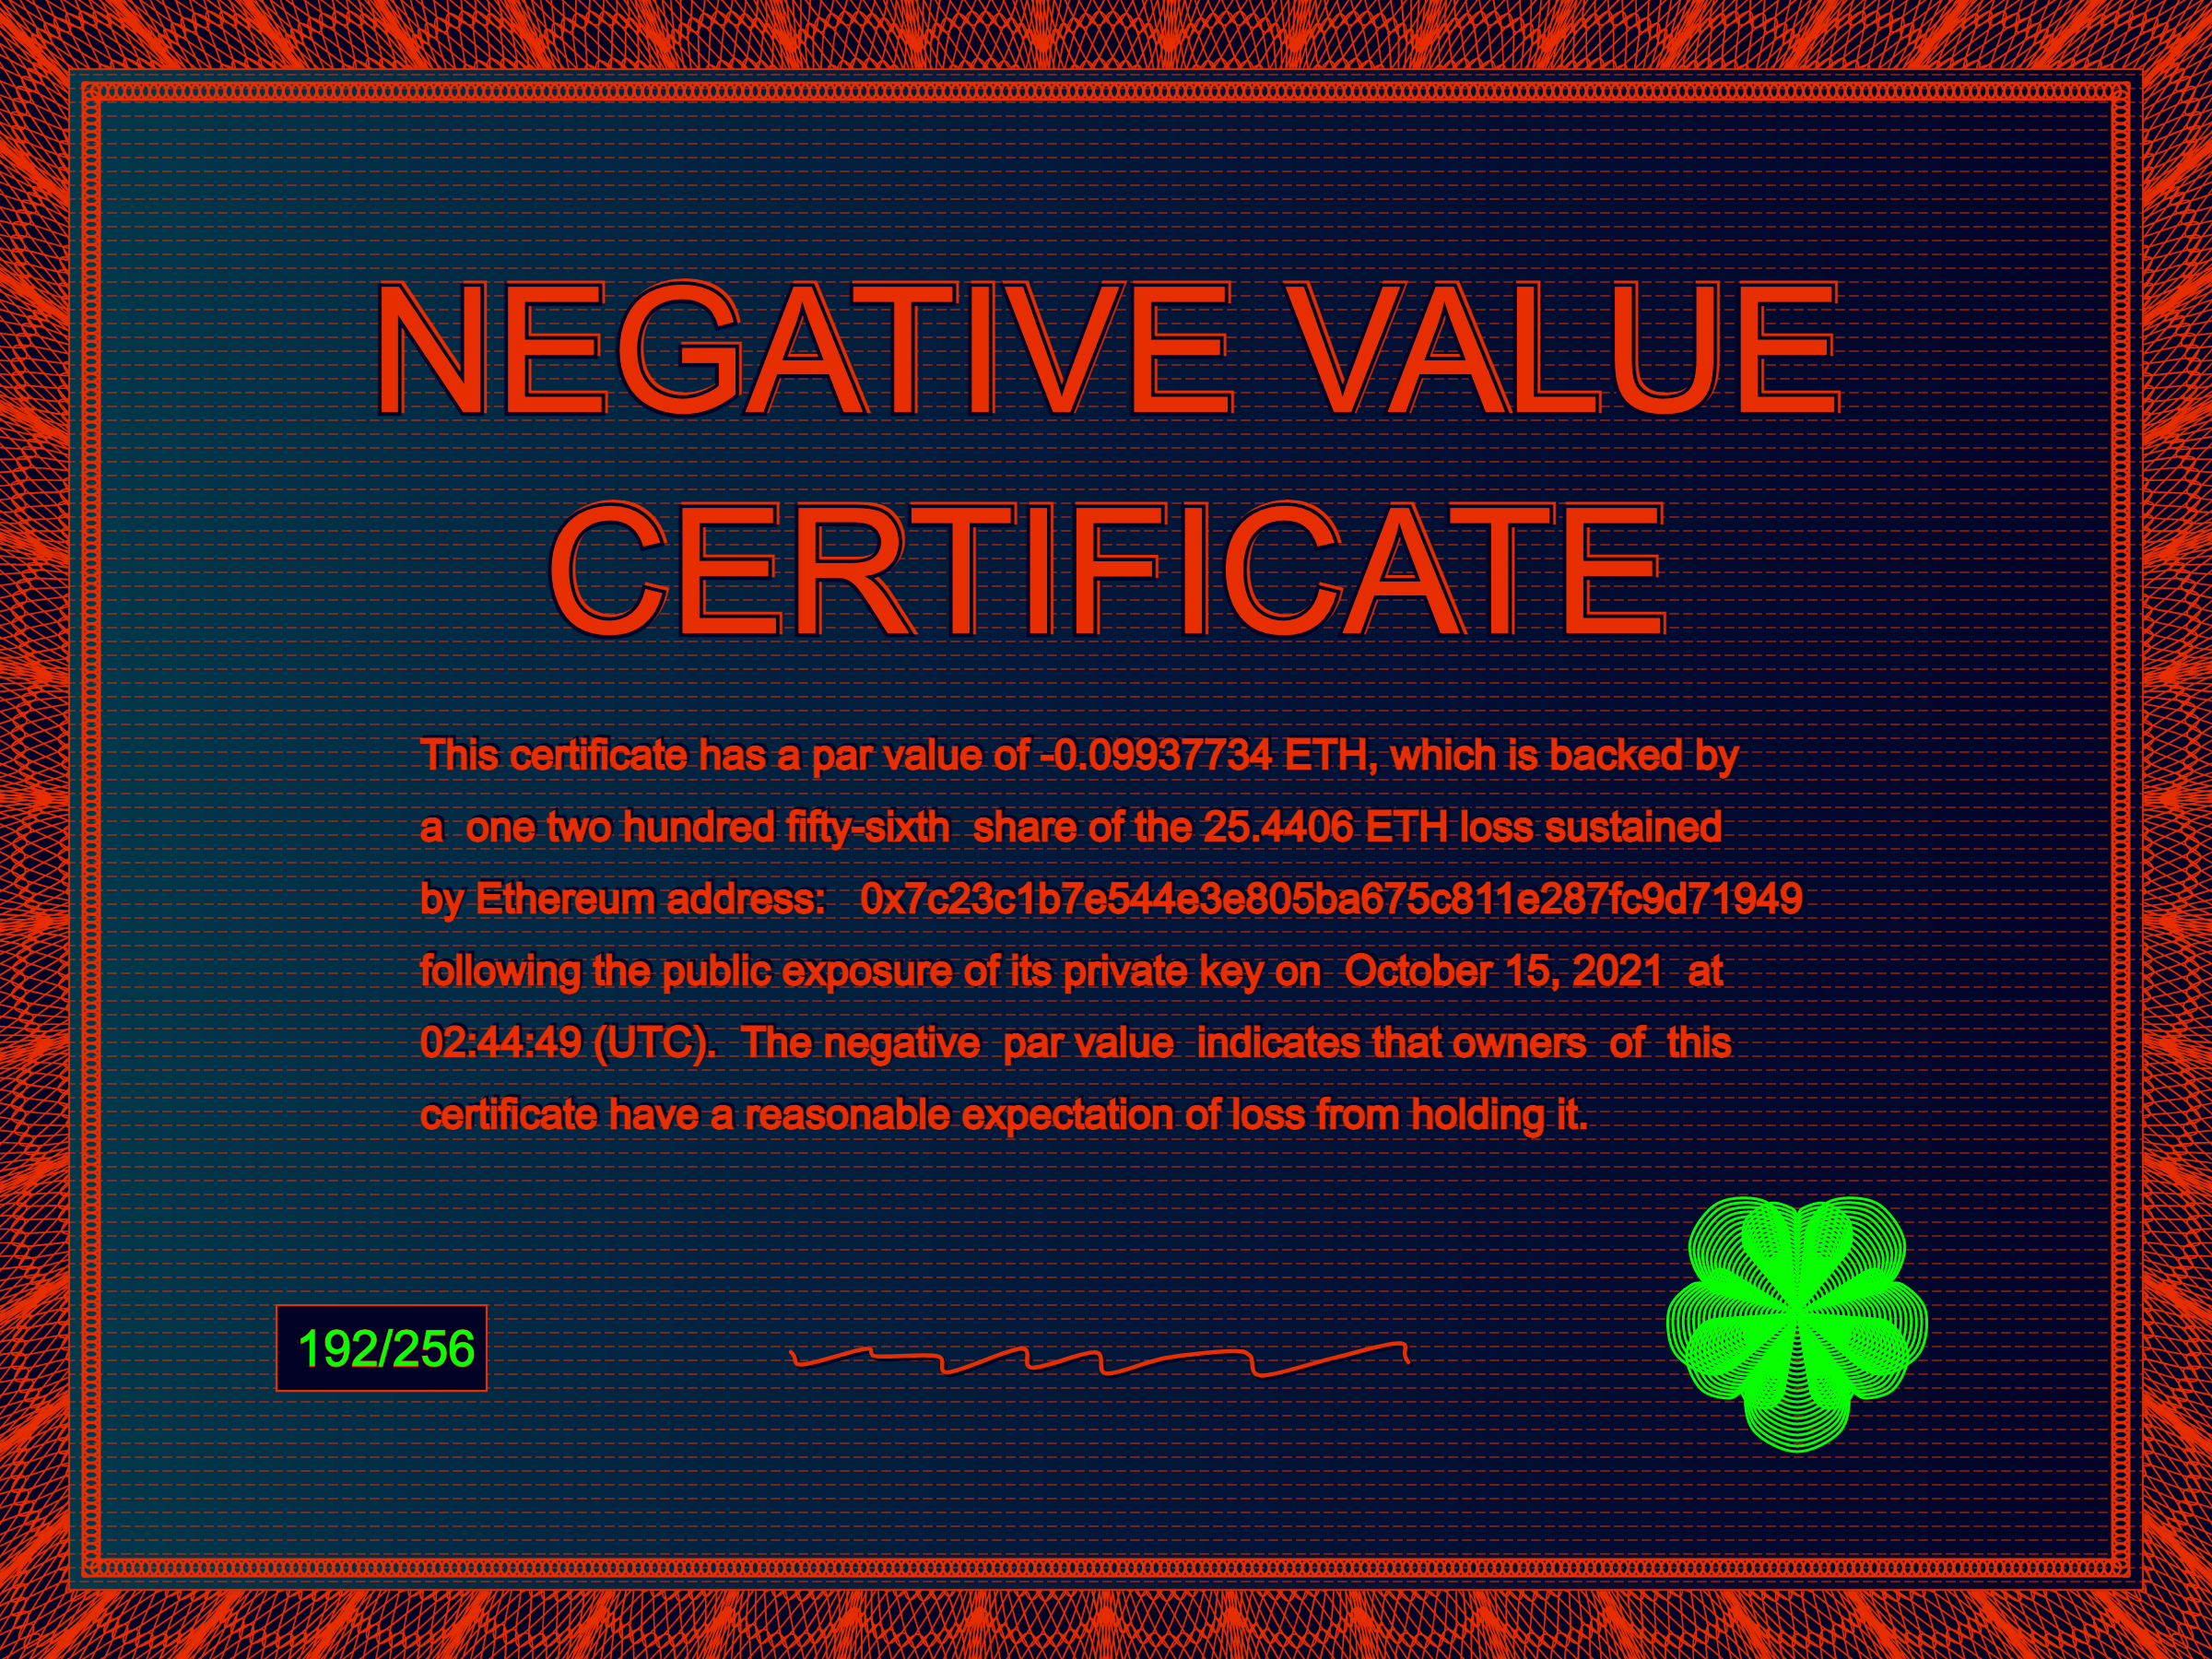 NEGATIVE VALUE
CERTIFICATE
This certificate has a par value of -0.09937734 ETH, which is backed by
a one two hundred fifty-sixth share of the 25.4406 ETH loss sustained
by Ethereum address: 0x7c23c1b7e544e3e805ba675c811e287fc9d71949
following the public exposure of its private key on October 15, 2021 at
02:44:49 (UTC). The negative par value indicates that owners of this
certificate have a reasonable expectation of loss from holding it.
192/256